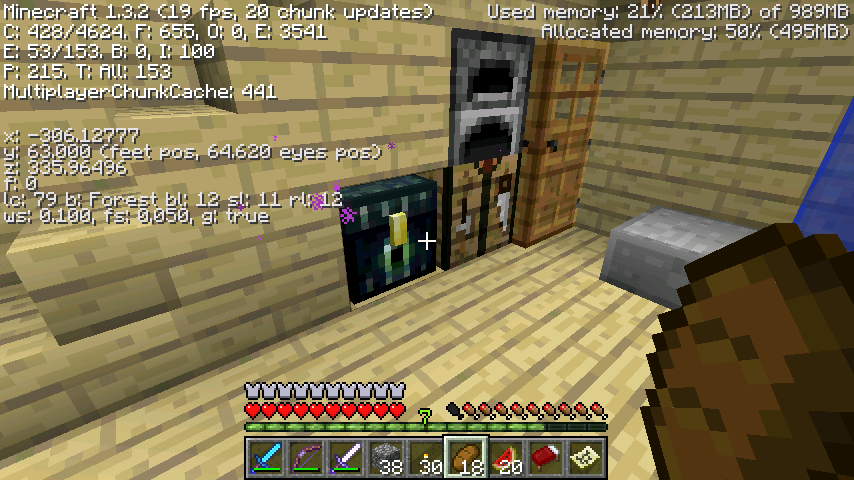 Minecraft 1.3.2 (19 fps, 20 chunk updates)
C: 428/4624, F: 655, O: 0, E: 3541
E: 53/153, B: 0, I: 100
P: 215, T: All: 153
MultiplayerChunkCache: 441
Used memory: 21% (213MB) of 989MB
Allocated memory: 50% (495MB)
x: -306.12777
y: 63.000 (feet pos, 64.620 eyes pos)
z: 335.96496
f: 0
lc: 79 b: Forest bl: 12 sl: 11 rl: 12
ws: 0.100, fs: 0.050, g: true
7
38
30
18
20